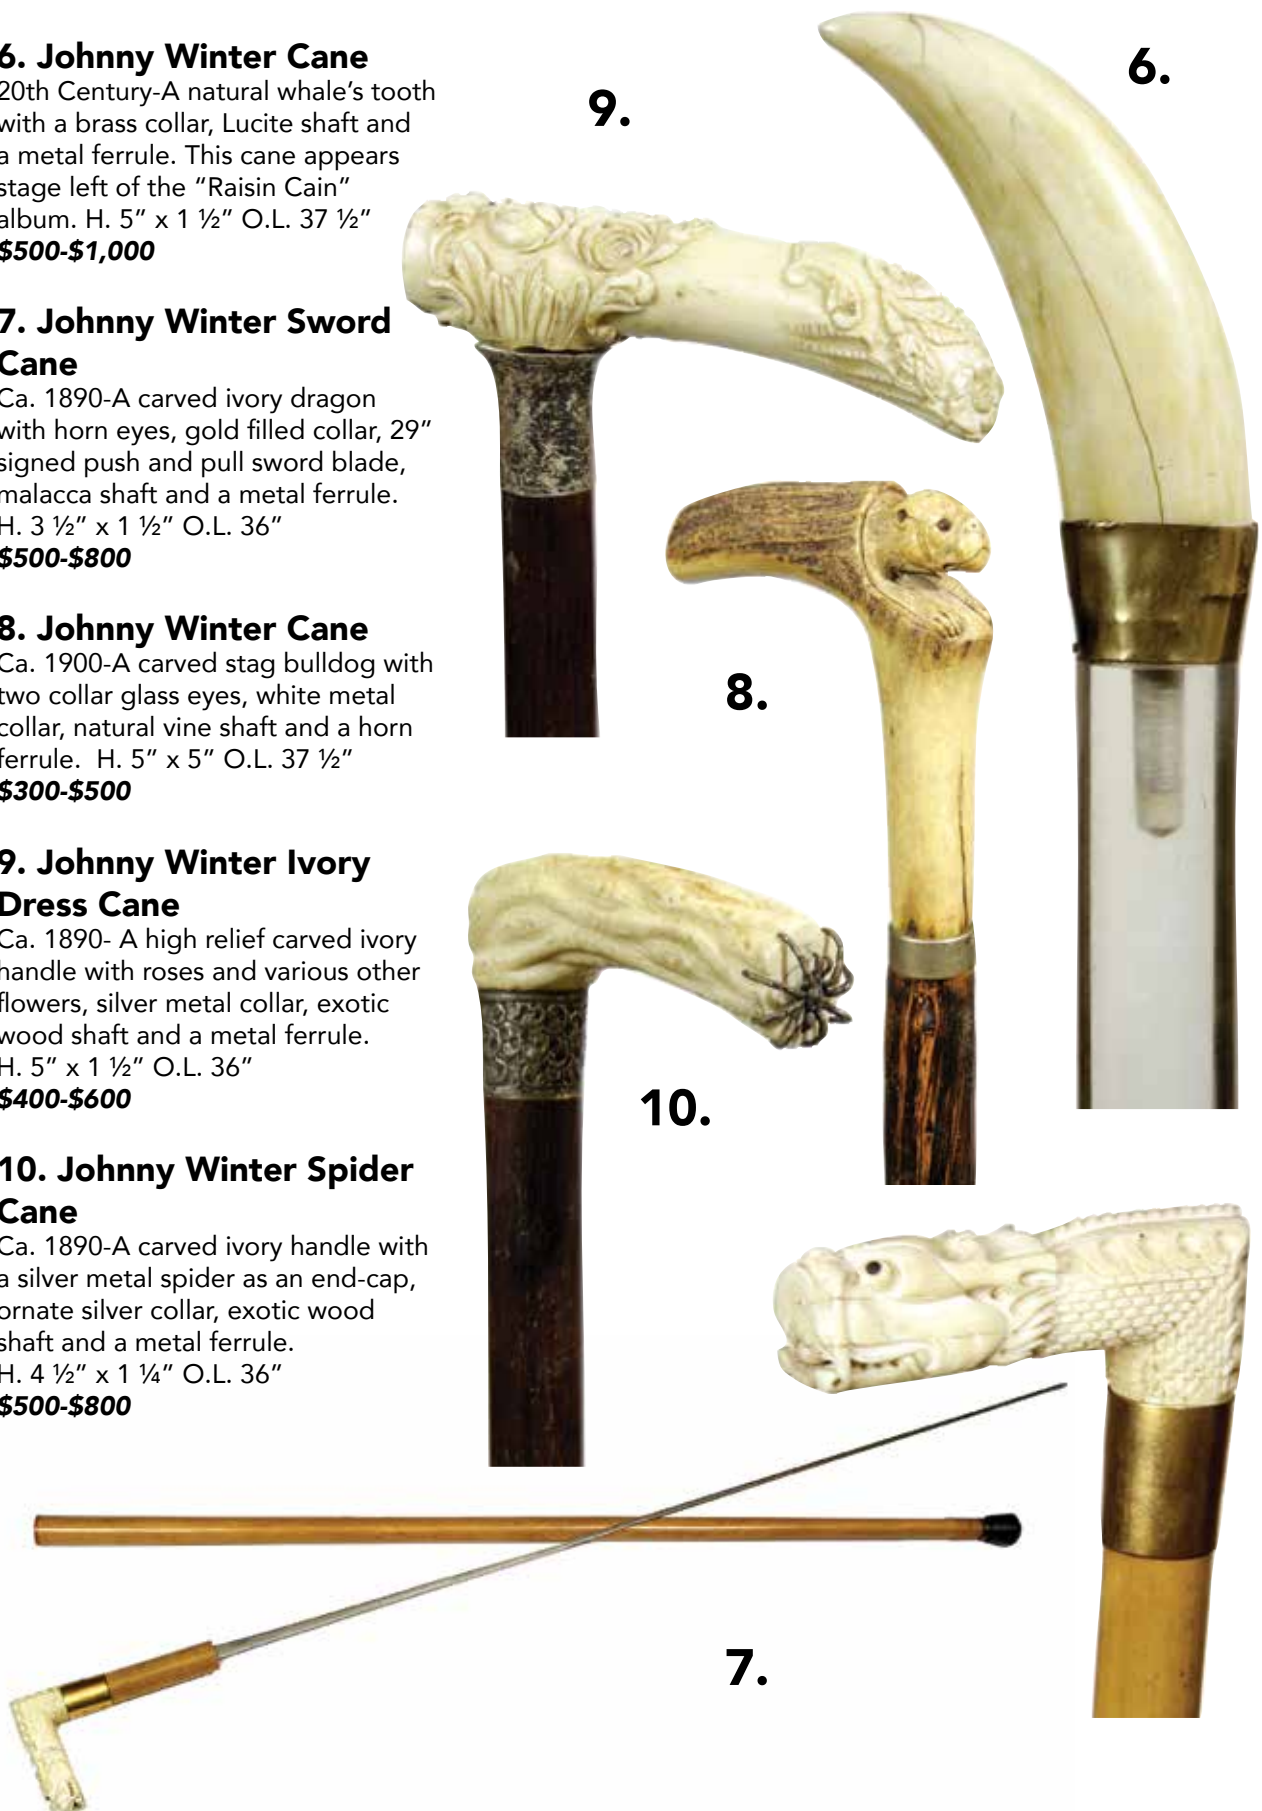 6. Johnny Winter Cane
20th Century-A natural whale’s tooth
with a brass collar, Lucite shaft and
a metal ferrule. This cane appears
stage left of the “Raisin Cain”
album. H. 5” x 1 ½” O.L. 37 ½”
$500-$1,000
7. Johnny Winter Sword
Cane
Ca. 1890-A carved ivory dragon
with horn eyes, gold filled collar, 29”
signed push and pull sword blade,
malacca shaft and a metal ferrule.
H. 3 ½” x 1 ½” O.L. 36”
$500-$800
8. Johnny Winter Cane
Ca. 1900-A carved stag bulldog with
two collar glass eyes, white metal
collar, natural vine shaft and a horn
ferrule.  H. 5” x 5” O.L. 37 ½”
$300-$500
9. Johnny Winter Ivory
Dress Cane
Ca. 1890- A high relief carved ivory
handle with roses and various other
flowers, silver metal collar, exotic
wood shaft and a metal ferrule.
H. 5” x 1 ½” O.L. 36”
$400-$600
10. Johnny Winter Spider
Cane
Ca. 1890-A carved ivory handle with
a silver metal spider as an end-cap,
ornate silver collar, exotic wood
shaft and a metal ferrule.
H. 4 ½” x 1 ¼” O.L. 36”
$500-$800
6.
9.
8.
10.
7.